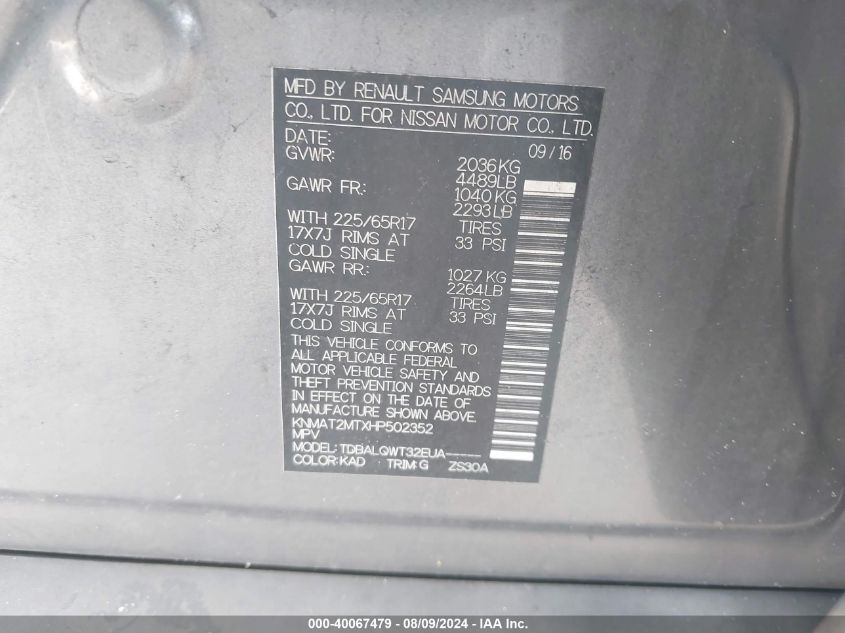 MFD BY RENAULT SAMSUNG MOTORS
CO., LTD. FOR NISSAN MOTOR CO., LTD.
DATE: 09/16
GVWR: 2036KG
4489LB
GAWR FR: 1040KG
2293LB
WITH 225/65R17 TIRES
17X7J RIMS AT 33 PSI
COLD SINGLE
GAWR RR: 1027KG
2264LB
WITH 225/65R17 TIRES
17X7J RIMS AT 33 PSI
COLD SINGLE
THIS VEHICLE CONFORMS TO
ALL APPLICABLE FEDERAL
MOTOR VEHICLE SAFETY AND
THEFT PREVENTION STANDARDS
IN EFFECT ON THE DATE OF
MANUFACTURE SHOWN ABOVE.
KNMAT2MTXHP502352
MPV
MODEL: TDBALQWT32EUA-----
COLOR: KAD TRIM: G ZS30A
000-40067479 - 08/09/2024 - IAAI Inc.